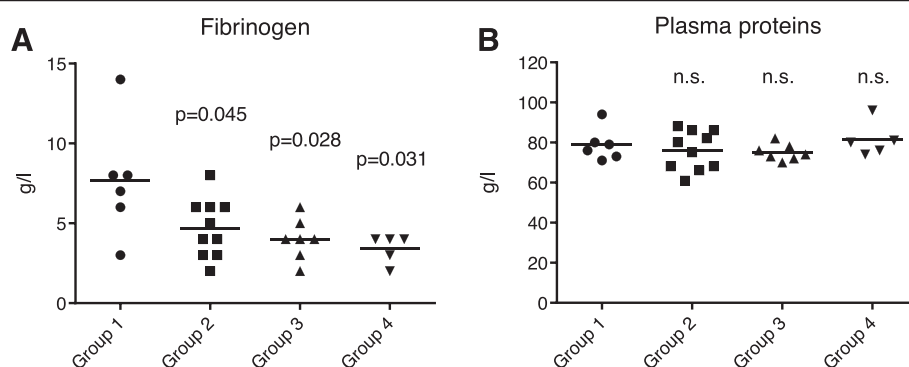 A
Fibrinogen
15
10
5
0
g/l
p=0.045
p=0.028
p=0.031
Group 1
Group 2
Group 3
Group 4
B
Plasma proteins
120
100
80
60
40
20
0
g/l
n.s.
n.s.
n.s.
Group 1
Group 2
Group 3
Group 4